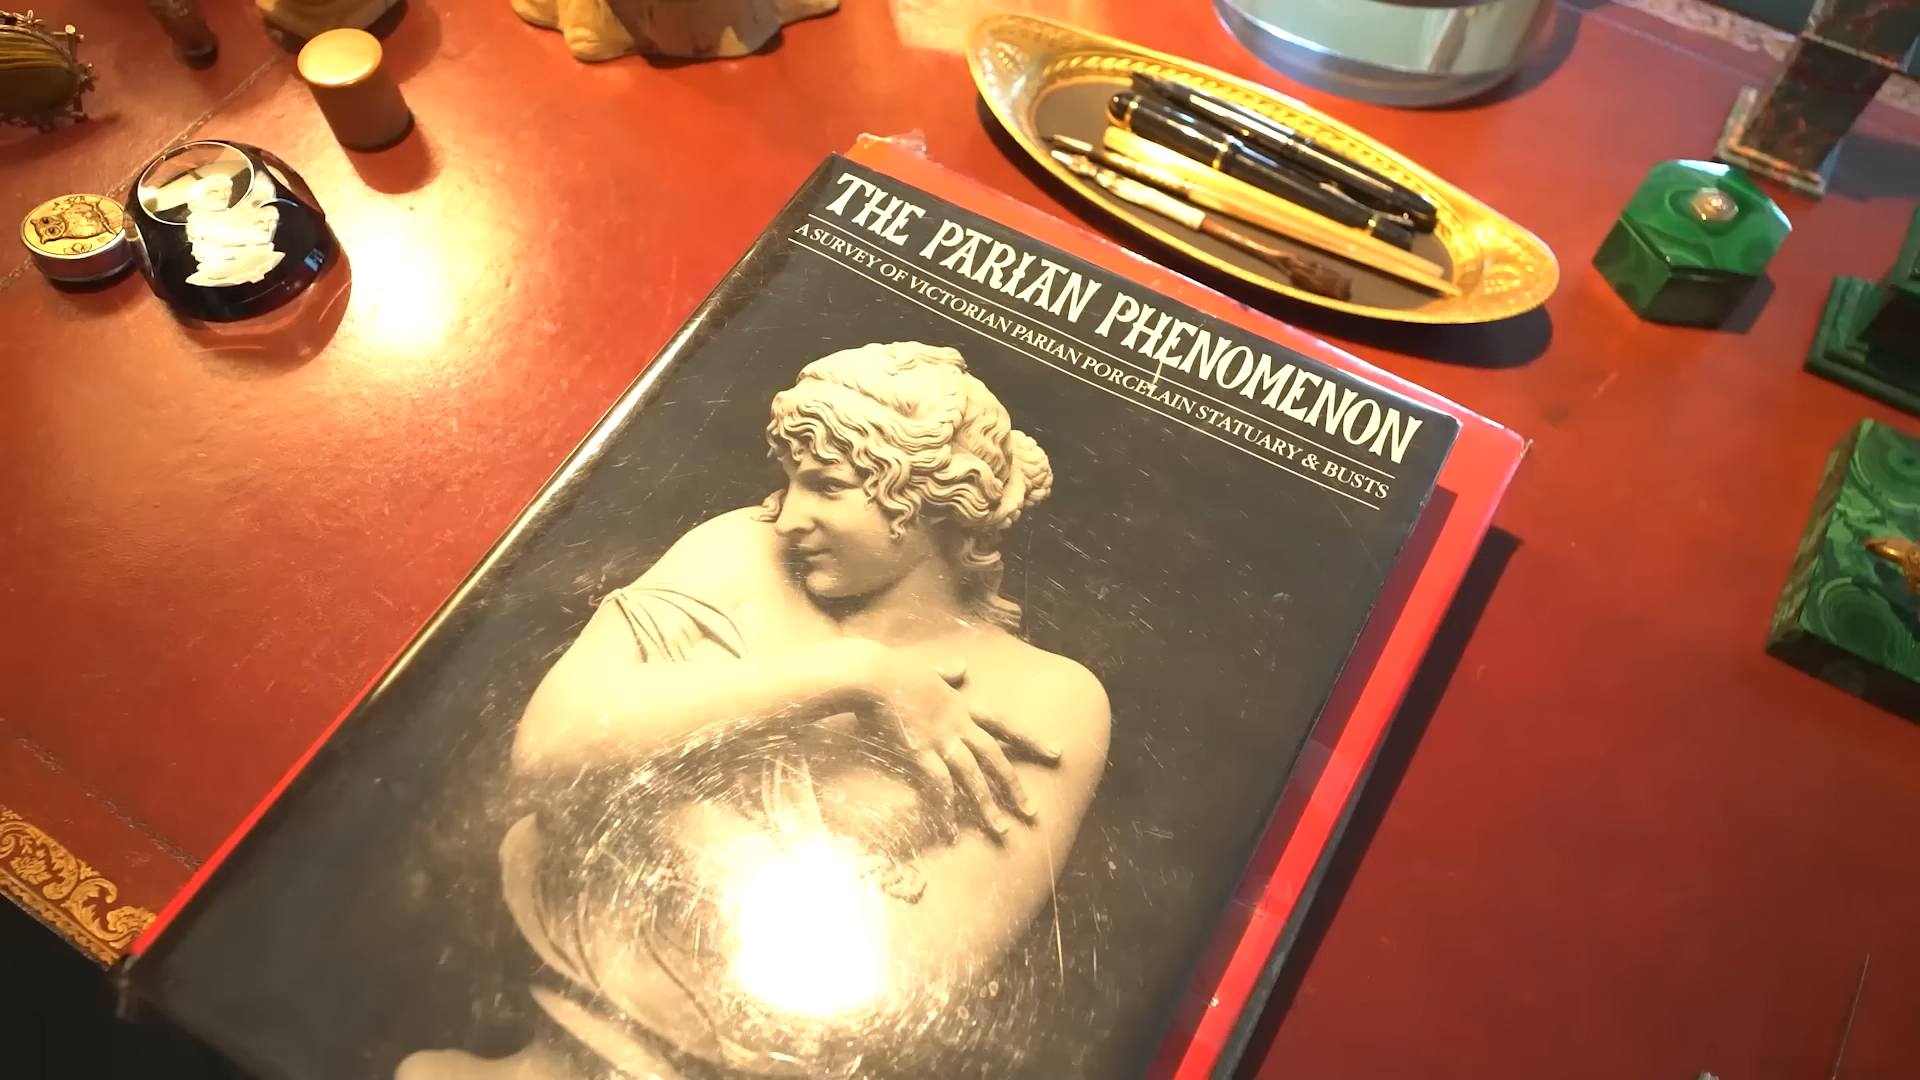 THE PARIAN PHENOMENON
A SURVEY OF VICTORIAN PARIAN PORCELAIN STATUARY & BUSTS